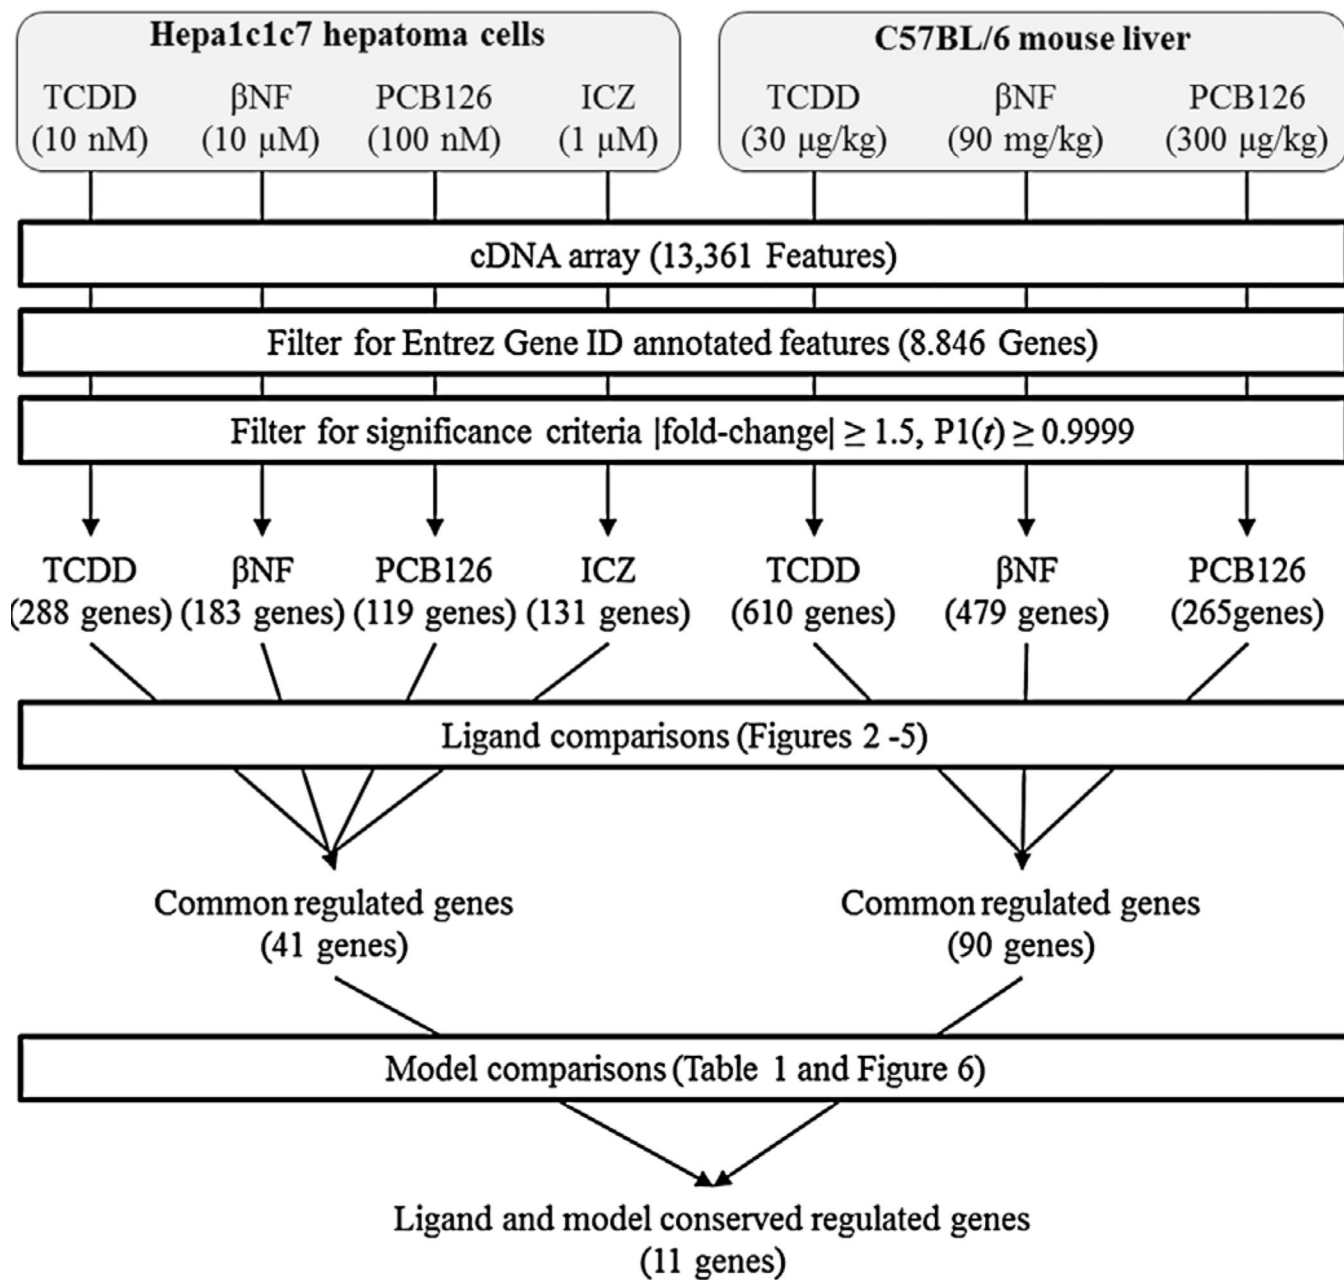 Hepa1c1c7 hepatoma cells
C57BL/6 mouse liver
TCDD βNF PCB126 ICZ TCDD βNF PCB126
(10 nM) (10 μM) (100 nM) (1 μM) (30 μg/kg) (90 mg/kg) (300 μg/kg)
cDNA array (13,361 Features)
Filter for Entrez Gene ID annotated features (8.846 Genes)
Filter for significance criteria |fold-change| ≥ 1.5, P1(t) ≥ 0.9999
TCDD βNF PCB126 ICZ TCDD βNF PCB126
(288 genes) (183 genes) (119 genes) (131 genes) (610 genes) (479 genes) (265genes)
Ligand comparisons (Figures 2 -5)
Common regulated genes Common regulated genes
(41 genes) (90 genes)
Model comparisons (Table 1 and Figure 6)
Ligand and model conserved regulated genes
(11 genes)